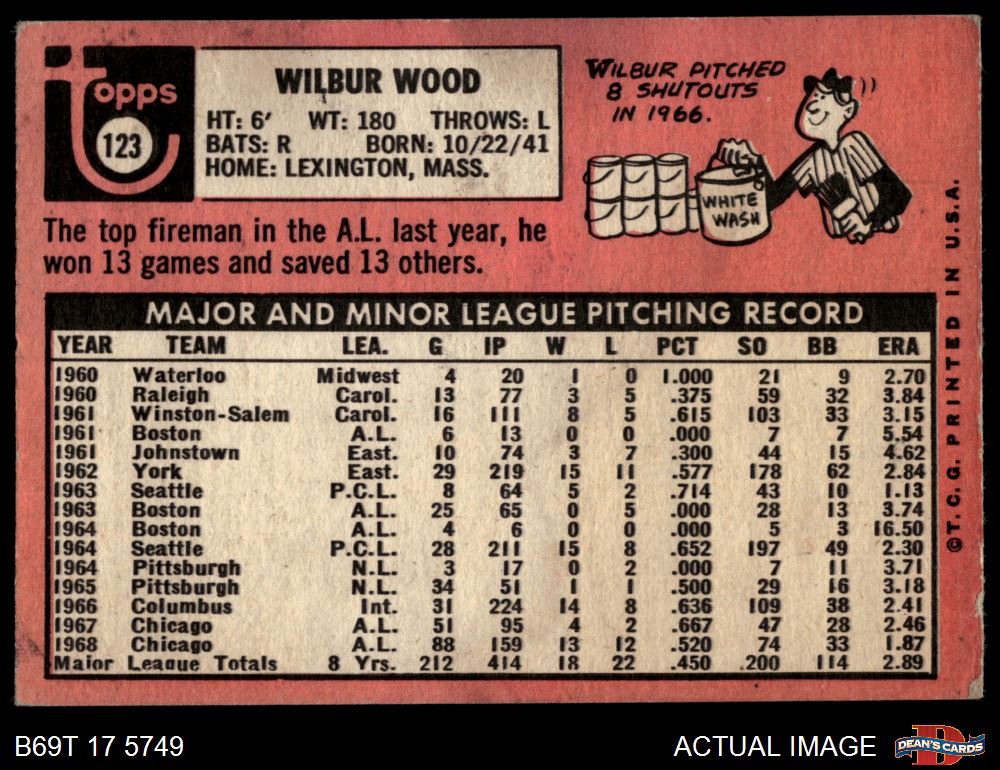 topps
123
WILBUR WOOD
HT: 6' WT: 180 THROWS: L
BATS: R BORN: 10/22/41
HOME: LEXINGTON, MASS.
WILBUR PITCHED
8 SHUTOUTS
IN 1966.
WHITE
WASH
The top fireman in the A.L. last year, he
won 13 games and saved 13 others.
MAJOR AND MINOR LEAGUE PITCHING RECORD
YEAR TEAM LEA. G IP W L PCT SO BB ERA
1960 Waterloo Midwest 4 20 1 0 1.000 21 9 2.70
1960 Raleigh Carol. 13 77 3 5 .375 59 32 3.84
1961 Winston-Salem Carol. 16 111 8 5 .615 103 33 3.15
1961 Boston A.L. 6 13 0 0 .000 7 7 5.54
1961 Johnstown East. 10 74 3 7 .300 44 15 4.62
1962 York East. 29 219 15 11 .577 178 62 2.84
1963 Seattle P.C.L. 8 64 5 2 .714 43 10 1.13
1963 Boston A.L. 25 65 0 5 .000 28 13 3.74
1964 Boston A.L. 4 6 0 0 .000 5 3 16.50
1964 Seattle P.C.L. 28 211 15 8 .652 197 49 2.30
1964 Pittsburgh N.L. 3 17 0 2 .000 7 11 3.71
1965 Pittsburgh N.L. 34 51 1 1 .500 29 16 3.18
1966 Columbus Int. 31 224 14 8 .636 109 38 2.41
1967 Chicago A.L. 51 95 4 2 .667 47 28 2.46
1968 Chicago A.L. 88 159 13 12 .520 74 33 1.87
Major League Totals 8 Yrs. 212 414 18 22 .450 200 114 2.89
©T.C.G. PRINTED IN U.S.A.
B69T 17 5749
ACTUAL IMAGE
D
DEAN'S CARDS